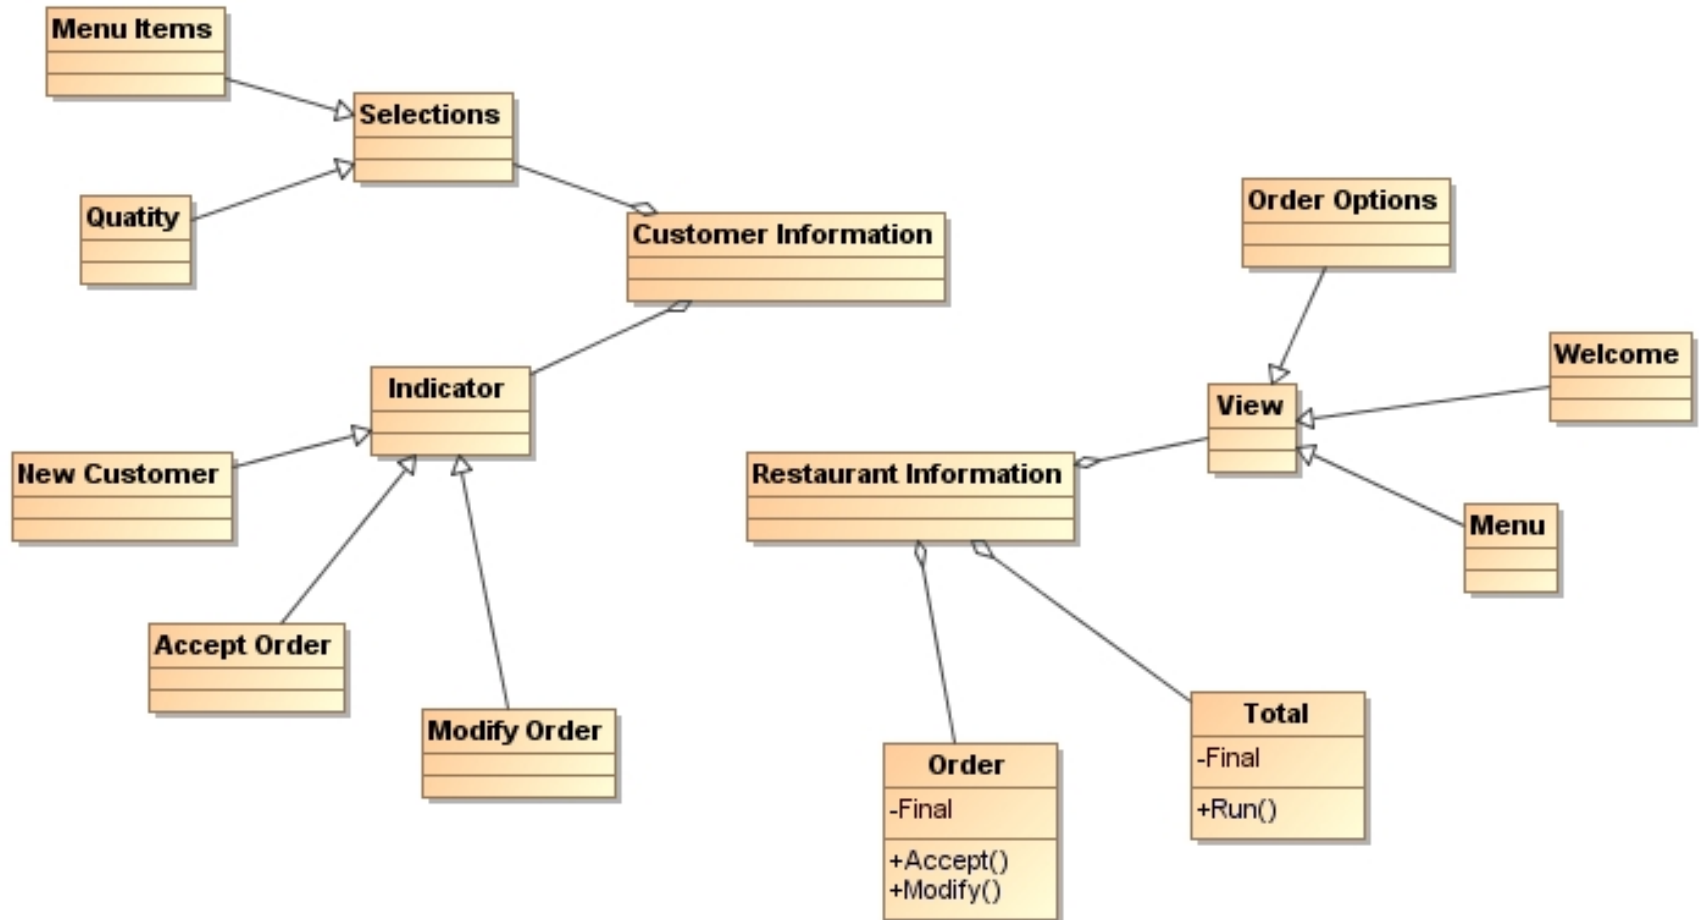 Menu Items
Selections
Quatity
Customer Information
Order Options
Indicator
Welcome
View
New Customer
Restaurant Information
Menu
Accept Order
Modify Order
Total
-Final
+Run()
Order
-Final
+Accept()
+Modify()